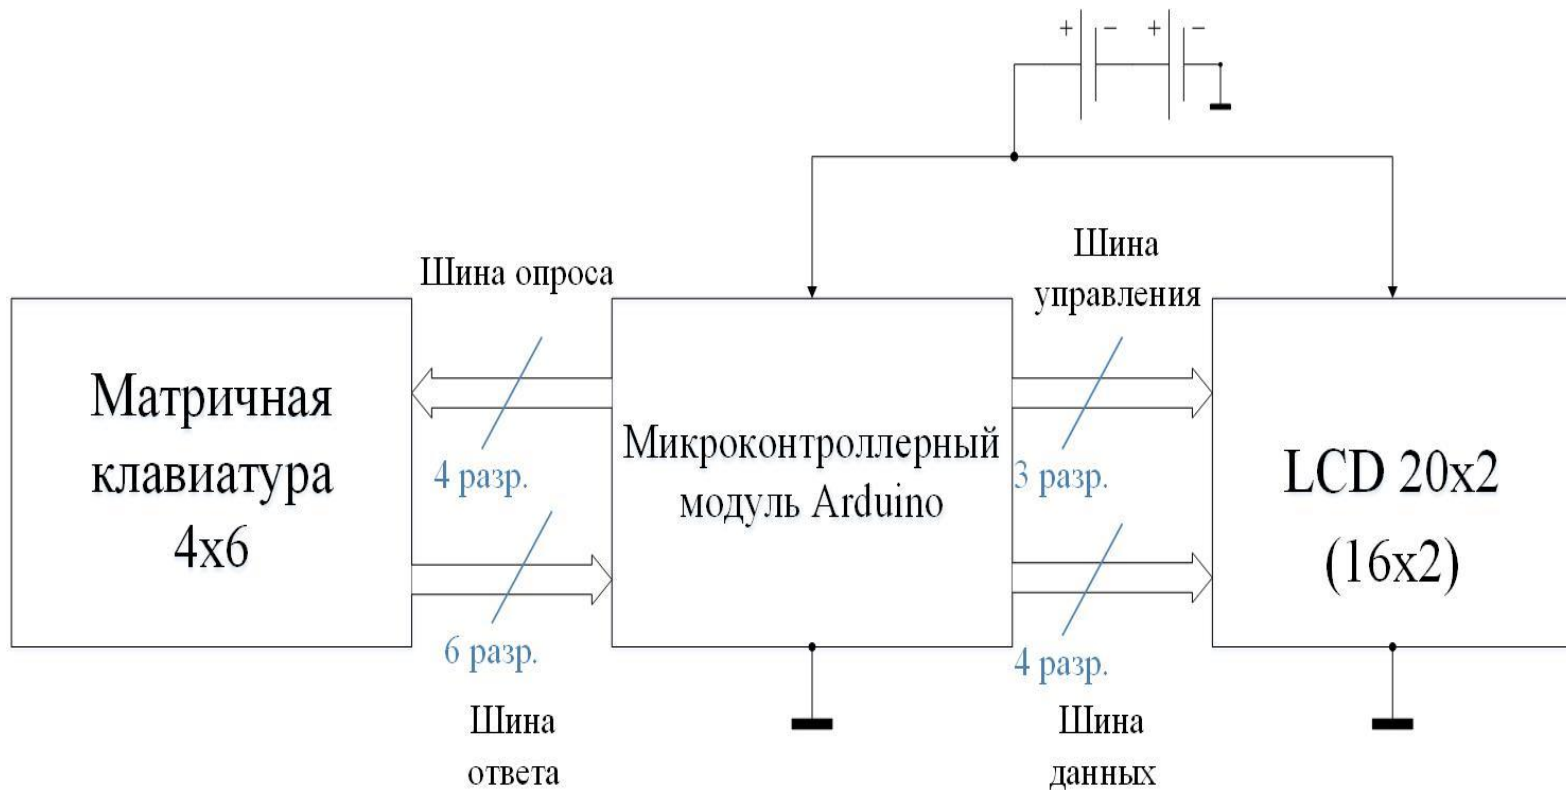 + − + −
Шина опроса
Шина
управления
Матричная
клавиатура
4x6
4 разр.
6 разр.
Шина
ответа
Микроконтроллерный
модуль Arduino
3 разр.
4 разр.
Шина
данных
LCD 20x2
(16x2)